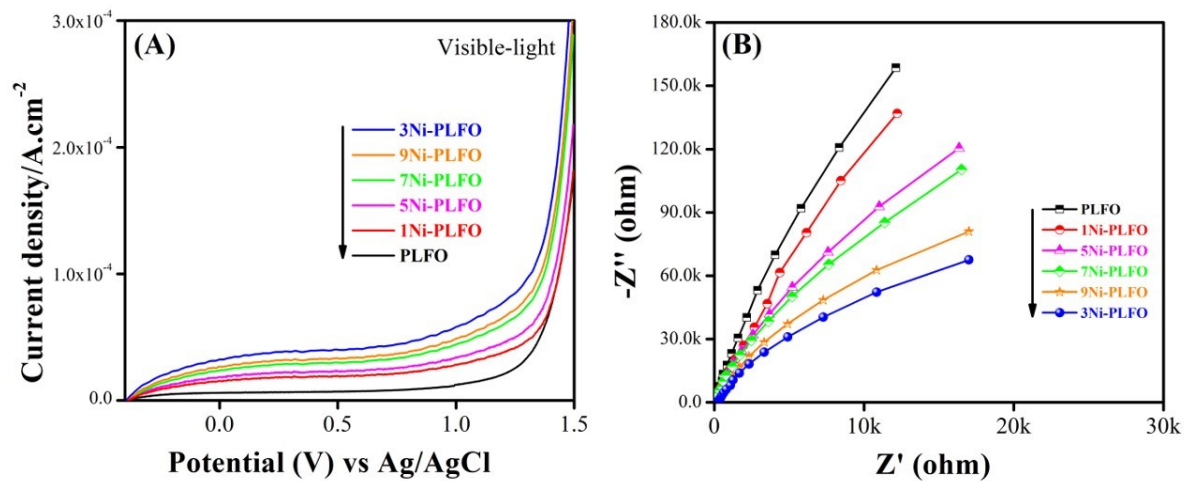 (A)
Visible-light
Current density/A.cm⁻²
3.0x10⁻⁴
2.0x10⁻⁴
1.0x10⁻⁴
0.0
3Ni-PLFO
9Ni-PLFO
7Ni-PLFO
5Ni-PLFO
1Ni-PLFO
PLFO
0.0 0.5 1.0 1.5
Potential (V) vs Ag/AgCl
(B)
-Z'' (ohm)
180.0k
150.0k
120.0k
90.0k
60.0k
30.0k
0.0
PLFO
1Ni-PLFO
5Ni-PLFO
7Ni-PLFO
9Ni-PLFO
3Ni-PLFO
0 10k 20k 30k
Z' (ohm)